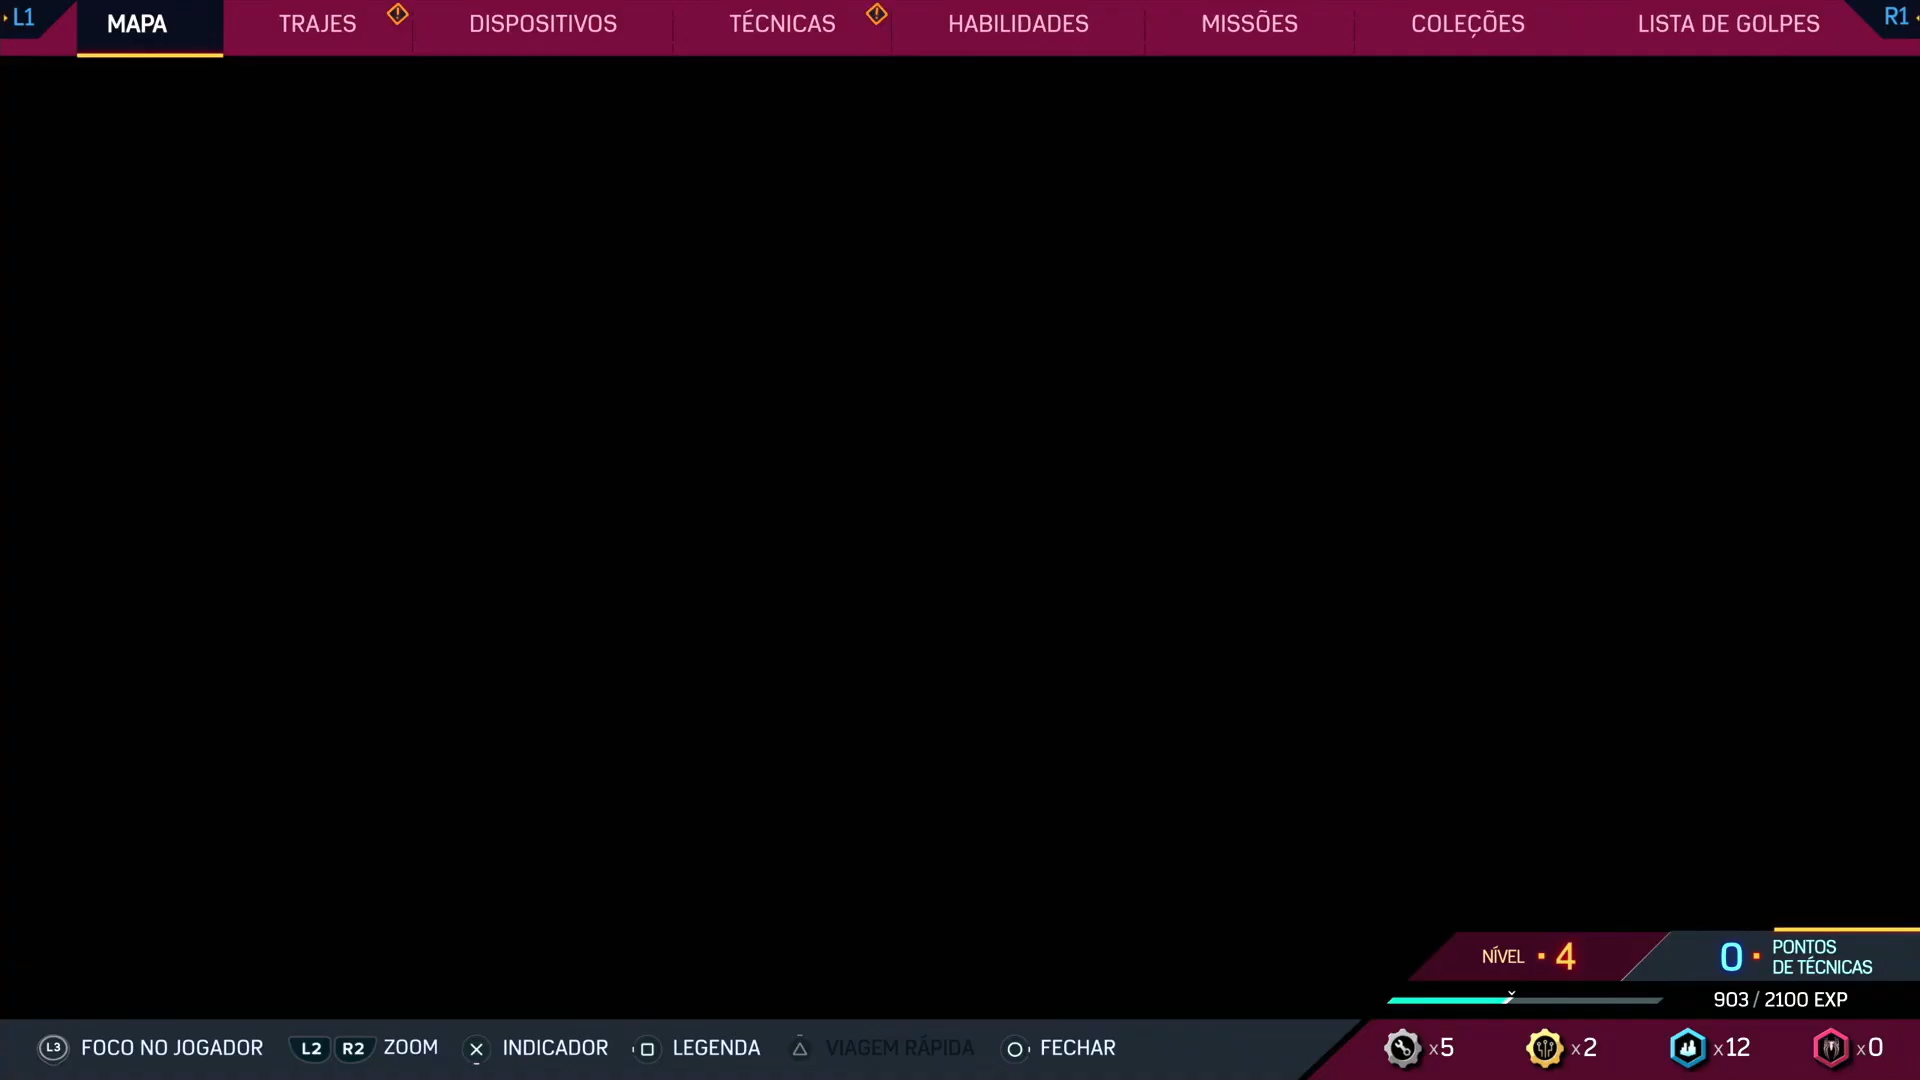 L1
MAPA
TRAJES
DISPOSITIVOS
TÉCNICAS
HABILIDADES
MISSÕES
COLEÇÕES
LISTA DE GOLPES
R1
NÍVEL · 4
0 · PONTOS
DE TÉCNICAS
903 / 2100 EXP
L3 FOCO NO JOGADOR
L2 R2 ZOOM
INDICADOR
LEGENDA
VIAGEM RÁPIDA
FECHAR
x5
x2
x12
x0